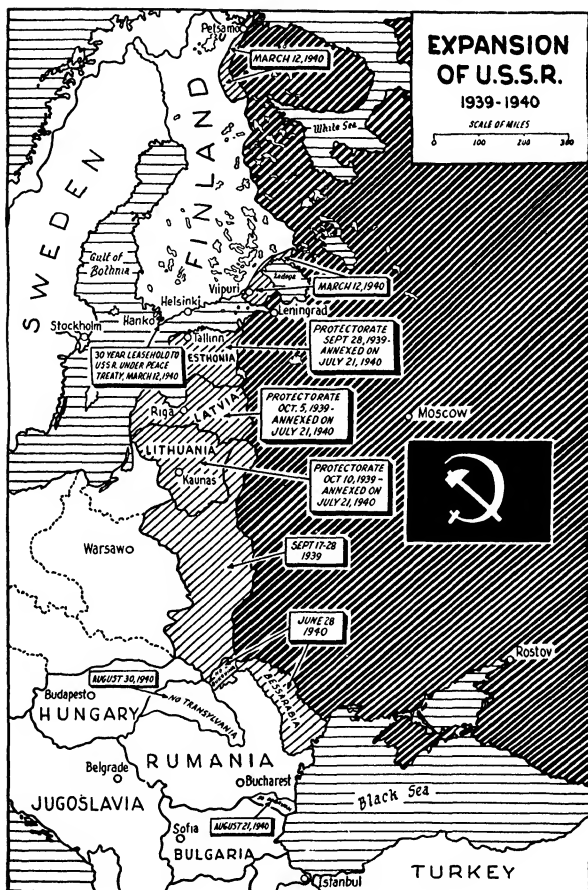 EXPANSION
OF U.S.S.R.
1939-1940
SCALE OF MILES
0 100 200 300
Petsamo
MARCH 12, 1940
White Sea
SWEDEN
FINLAND
Gulf of
Bothnia
Ladoga
Viipuri
MARCH 12, 1940
Helsinki
Hanko
Leningrad
Stockholm
Tallinn
ESTHONIA
30 YEAR LEASEHOLD TO
U.S.S.R. UNDER PEACE
TREATY, MARCH 12, 1940
PROTECTORATE
SEPT 28, 1939-
ANNEXED ON
JULY 21, 1940
Riga
LATVIA
PROTECTORATE
OCT. 5, 1939-
ANNEXED ON
JULY 21, 1940
Moscow
LITHUANIA
Kaunas
PROTECTORATE
OCT 10, 1939-
ANNEXED ON
JULY 21, 1940
Warsaw
SEPT 17-28
1939
JUNE 28
1940
Rostov
AUGUST 30, 1940
Budapest
HUNGARY
NO TRANSYLVANIA
BESSARABIA
RUMANIA
Belgrade
Bucharest
JUGOSLAVIA
Black Sea
Sofia
AUGUST 21, 1940
BULGARIA
Istanbul
TURKEY